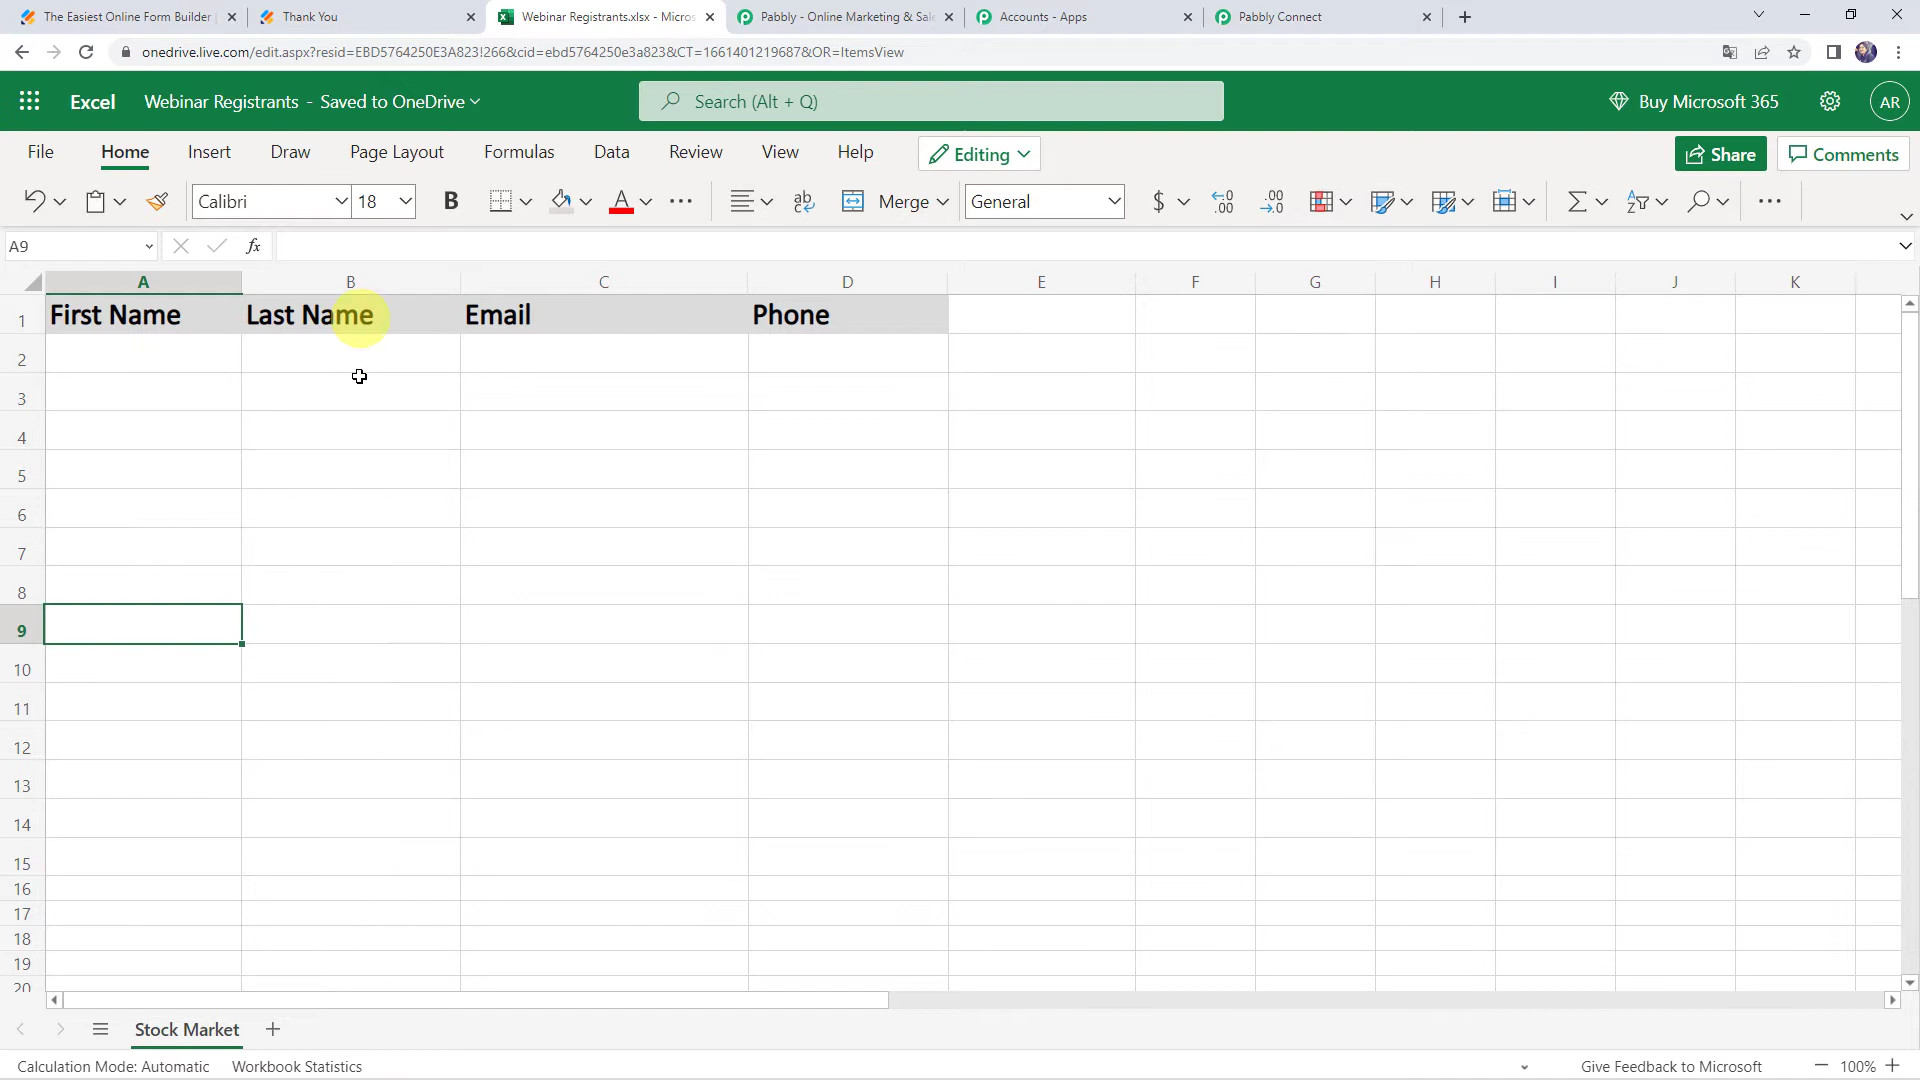 The Easiest Online Form Builder
Thank You
Webinar Registrants.xlsx - Micros
Pabbly - Online Marketing & Sale
Accounts - Apps
Pabbly Connect
onedrive.live.com/edit.aspx?resid=EBD5764250E3A823!266&cid=ebd5764250e3a823&CT=1661401219687&OR=ItemsView
Excel
Webinar Registrants - Saved to OneDrive
Search (Alt + Q)
Buy Microsoft 365
AR
File
Home
Insert
Draw
Page Layout
Formulas
Data
Review
View
Help
Editing
Share
Comments
Calibri
18
B
A
ab
Merge
General
$
.00
.00
A9
fx
A B C D E F G H I J K
1 First Name Last Name Email Phone
2
3
4
5
6
7
8
9
10
11
12
13
14
15
16
17
18
19
20
Stock Market
Calculation Mode: Automatic
Workbook Statistics
Give Feedback to Microsoft
100%